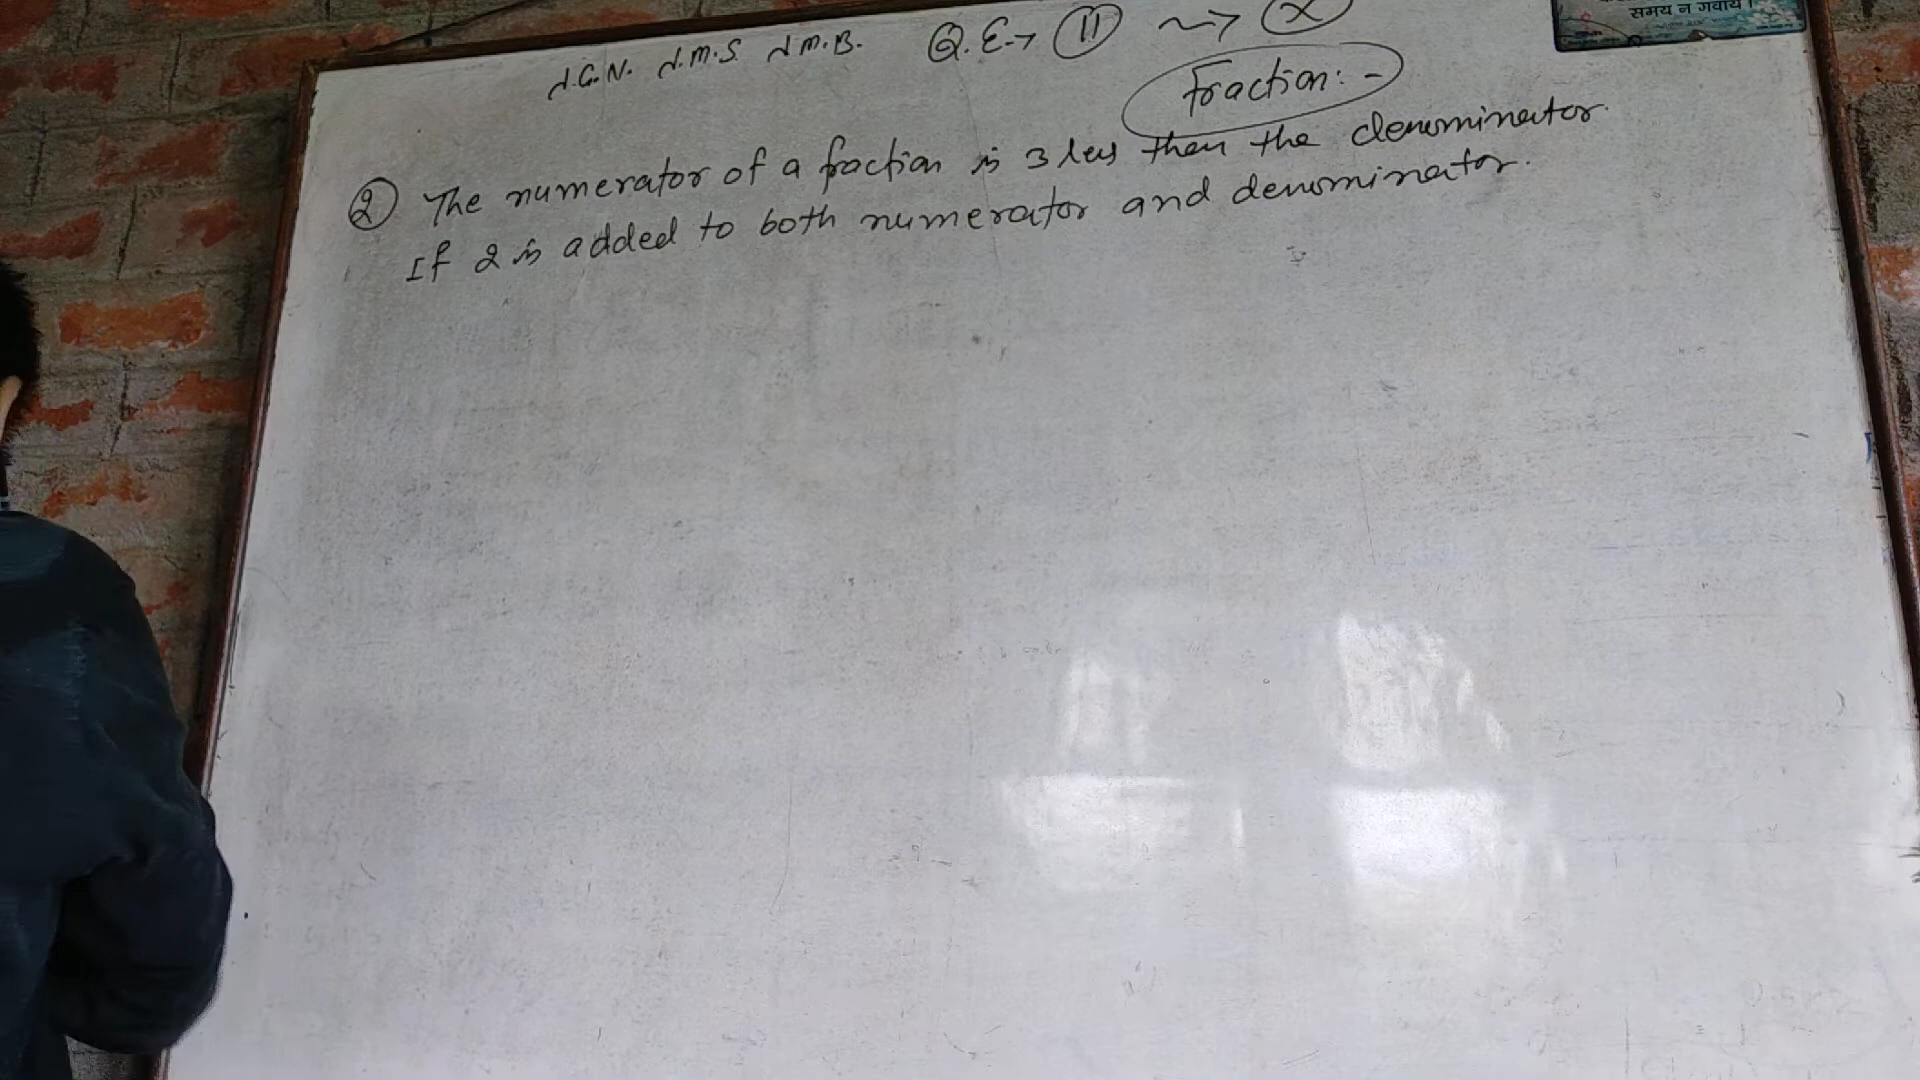 J.G.N. J.M.S J.M.B. Q.E→ 11 ⇝ X
समय न गवायें।
Fraction:-
② The numerator of a fraction is 3 less then the denominator.
If 2 is added to both numerator and denominator.